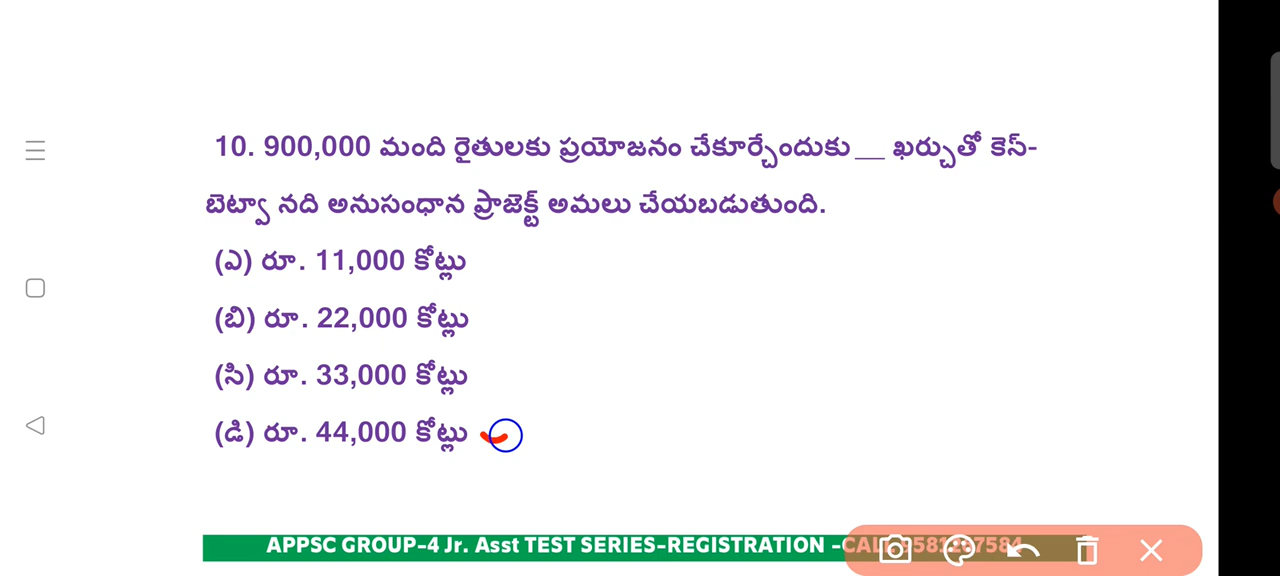 10. 900,000 మంది రైతులకు ప్రయోజనం చేకూర్చేందుకు __ ఖర్చుతో కెన్-
బెట్వా నది అనుసంధాన ప్రాజెక్ట్ అమలు చేయబడుతుంది.
(ఎ) రూ. 11,000 కోట్లు
(బి) రూ. 22,000 కోట్లు
(సి) రూ. 33,000 కోట్లు
(డి) రూ. 44,000 కోట్లు
APPSC GROUP-4 Jr. Asst TEST SERIES-REGISTRATION -